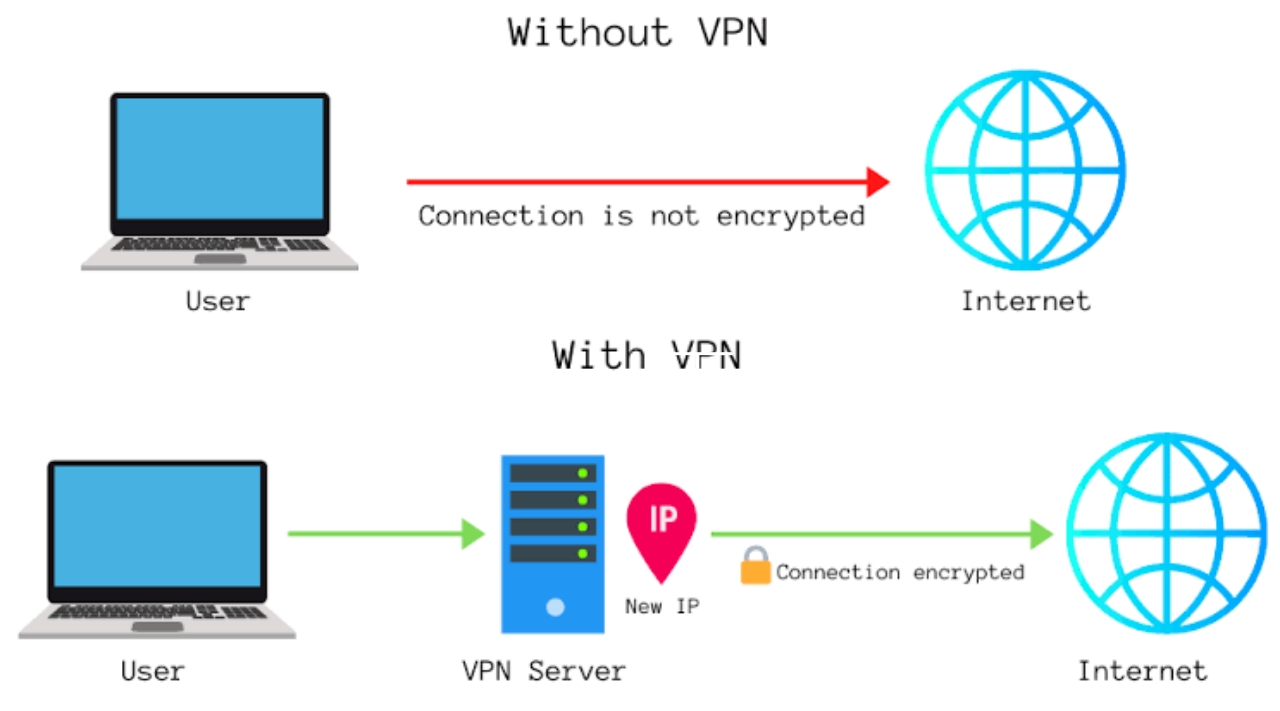 Without VPN
Connection is not encrypted
User
Internet
With VPN
IP
New IP
Connection encrypted
User
VPN Server
Internet